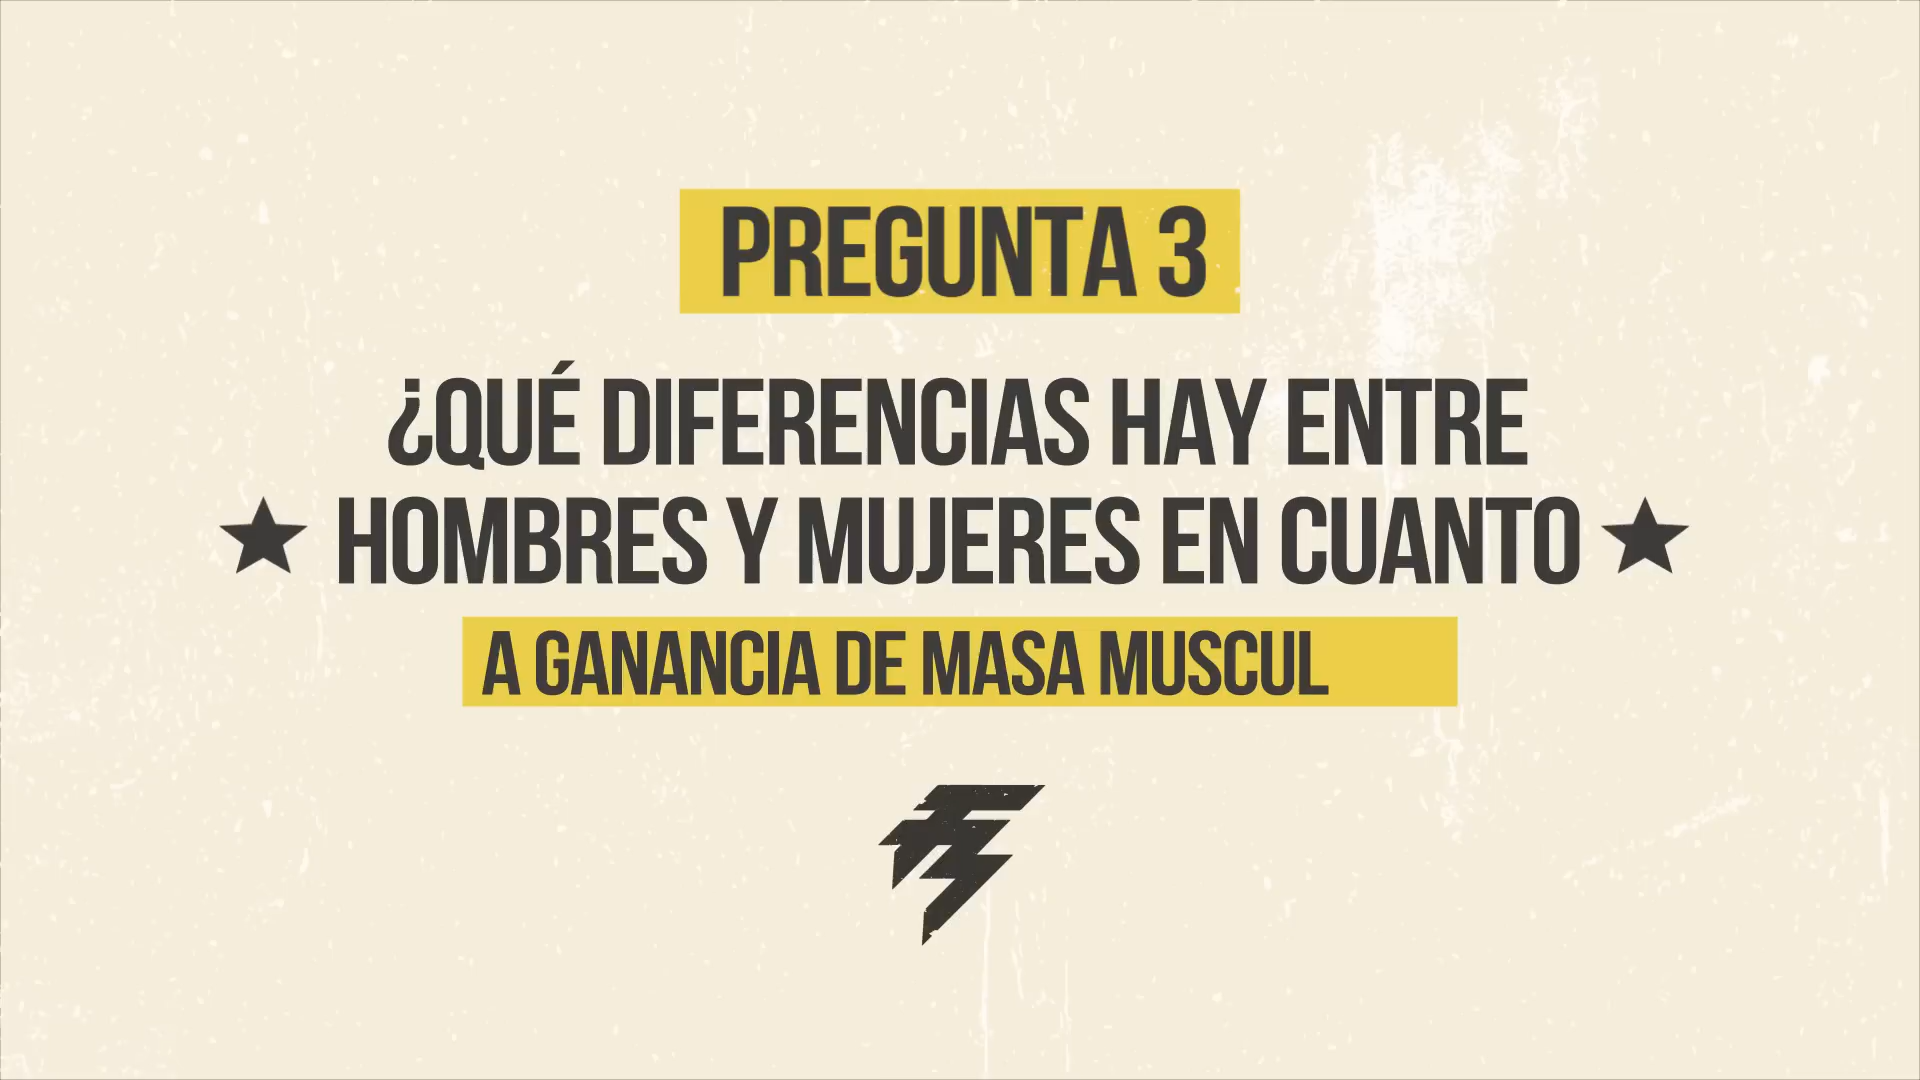 PREGUNTA 3
¿QUÉ DIFERENCIAS HAY ENTRE
HOMBRES Y MUJERES EN CUANTO
A GANANCIA DE MASA MUSCUL